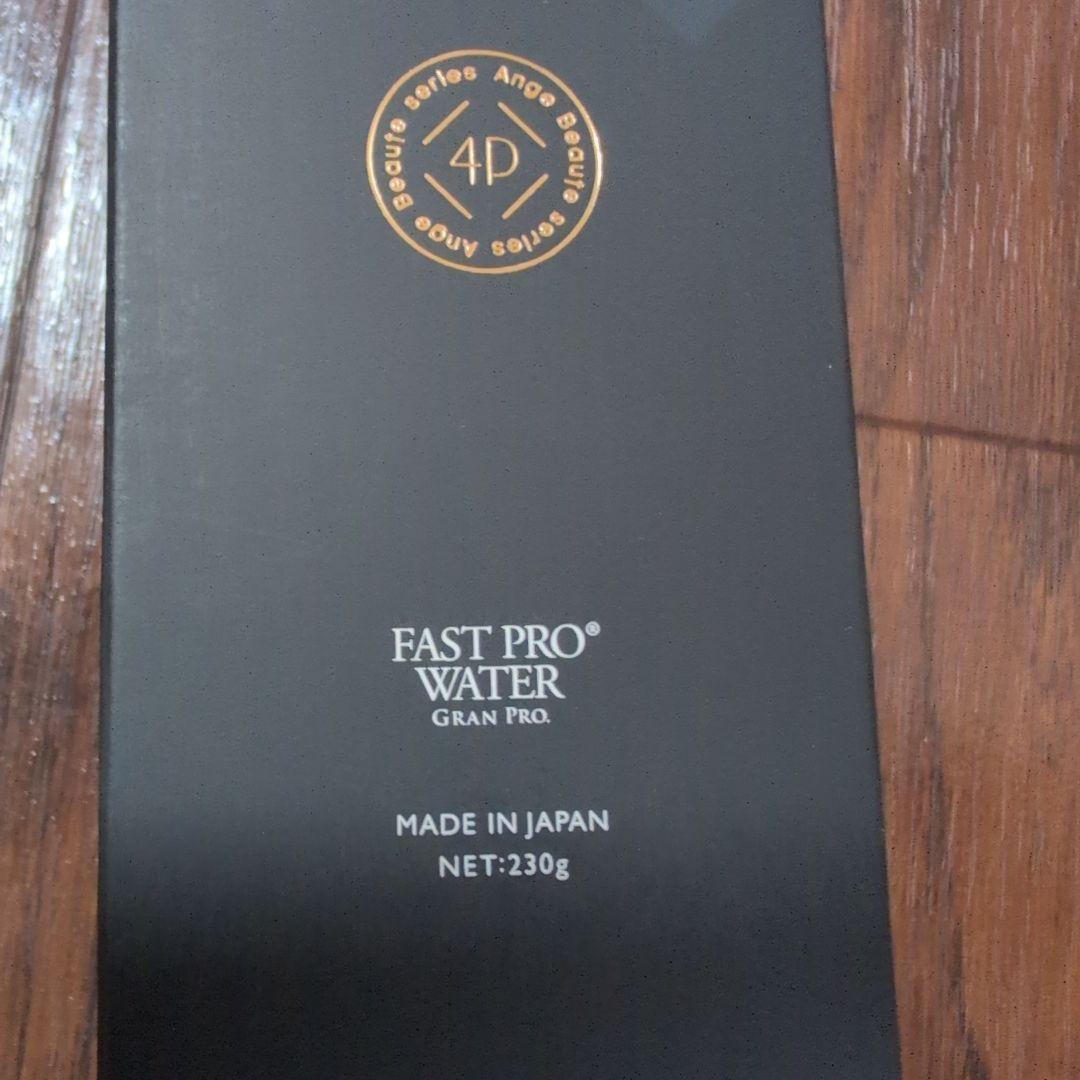 Ange Beaute series Ange Beaute series
4P
FAST PRO®
WATER
GRAN PRO.
MADE IN JAPAN
NET:230g